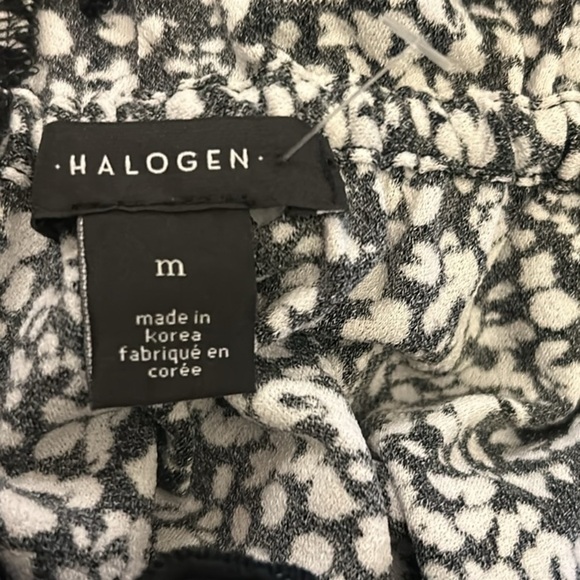 · HALOGEN ·
m
made in
korea
fabriqué en
corée